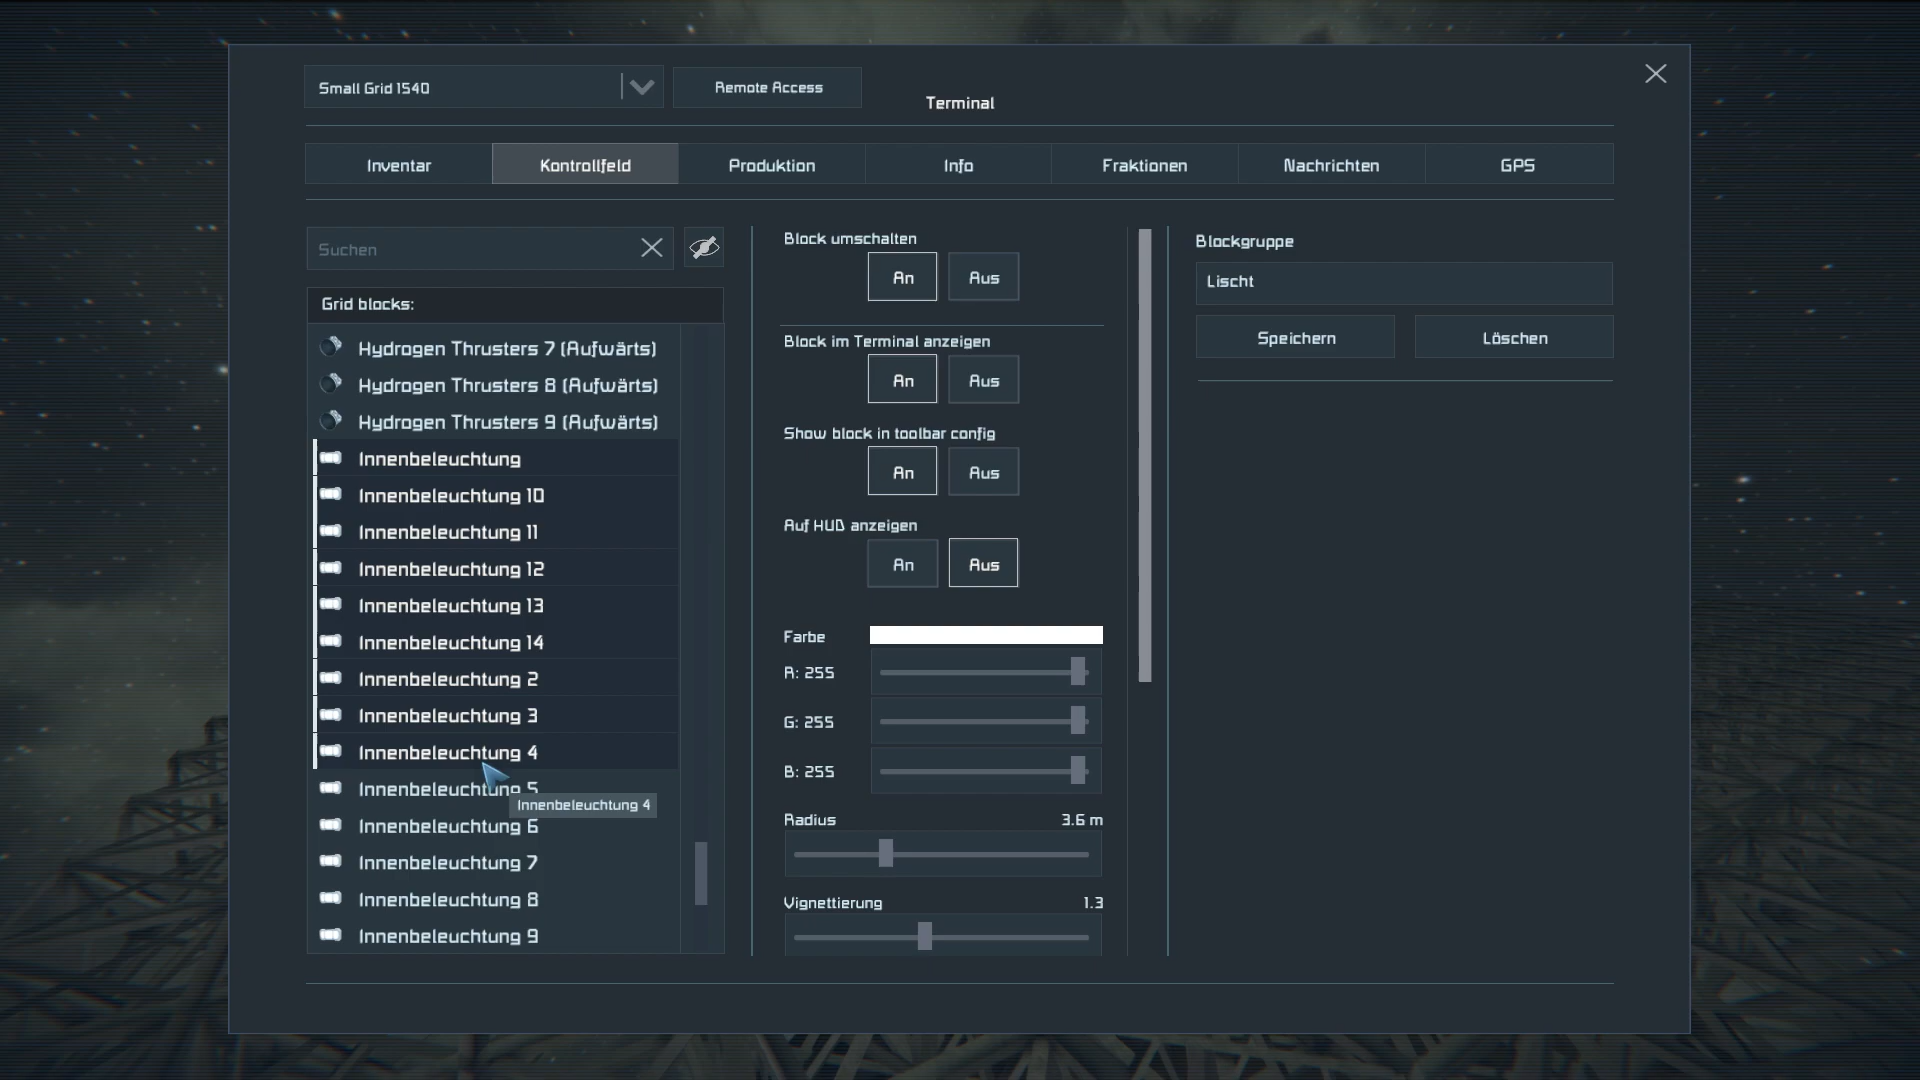 Small Grid 1540
Remote Access
Terminal
Inventar
Kontrollfeld
Produktion
Info
Fraktionen
Nachrichten
GPS
Suchen
Grid blocks:
Hydrogen Thrusters 7 (Aufwärts)
Hydrogen Thrusters 8 (Aufwärts)
Hydrogen Thrusters 9 (Aufwärts)
Innenbeleuchtung
Innenbeleuchtung 10
Innenbeleuchtung 11
Innenbeleuchtung 12
Innenbeleuchtung 13
Innenbeleuchtung 14
Innenbeleuchtung 2
Innenbeleuchtung 3
Innenbeleuchtung 4
Innenbeleuchtung 5
Innenbeleuchtung 4
Innenbeleuchtung 6
Innenbeleuchtung 7
Innenbeleuchtung 8
Innenbeleuchtung 9
Block umschalten
An Aus
Block im Terminal anzeigen
An Aus
Show block in toolbar config
An Aus
Auf HUD anzeigen
An Aus
Farbe
R: 255
G: 255
B: 255
Radius 3.6 m
Vignettierung 1.3
Blockgruppe
Lischt
Speichern Löschen